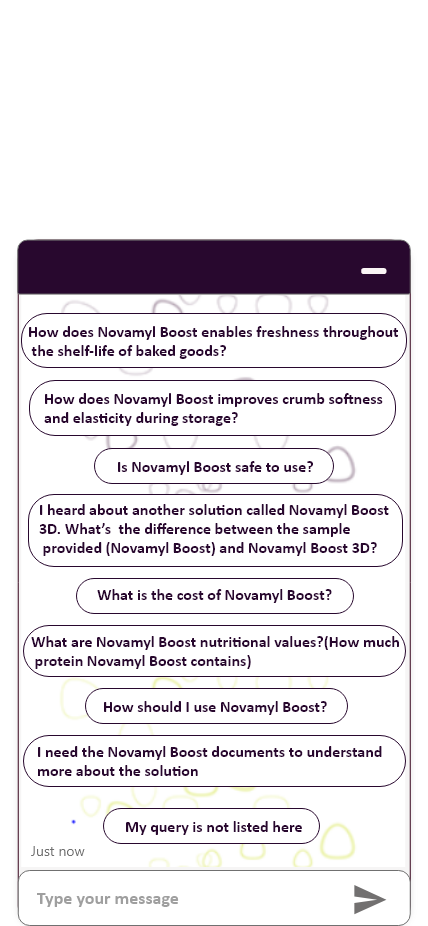 How does Novamyl Boost enables freshness throughout
the shelf-life of baked goods?
How does Novamyl Boost improves crumb softness
and elasticity during storage?
Is Novamyl Boost safe to use?
I heard about another solution called Novamyl Boost
3D. What’s  the difference between the sample
provided (Novamyl Boost) and Novamyl Boost 3D?
What is the cost of Novamyl Boost?
What are Novamyl Boost nutritional values?(How much
protein Novamyl Boost contains)
How should I use Novamyl Boost?
I need the Novamyl Boost documents to understand
more about the solution
My query is not listed here
Just now
Type your message